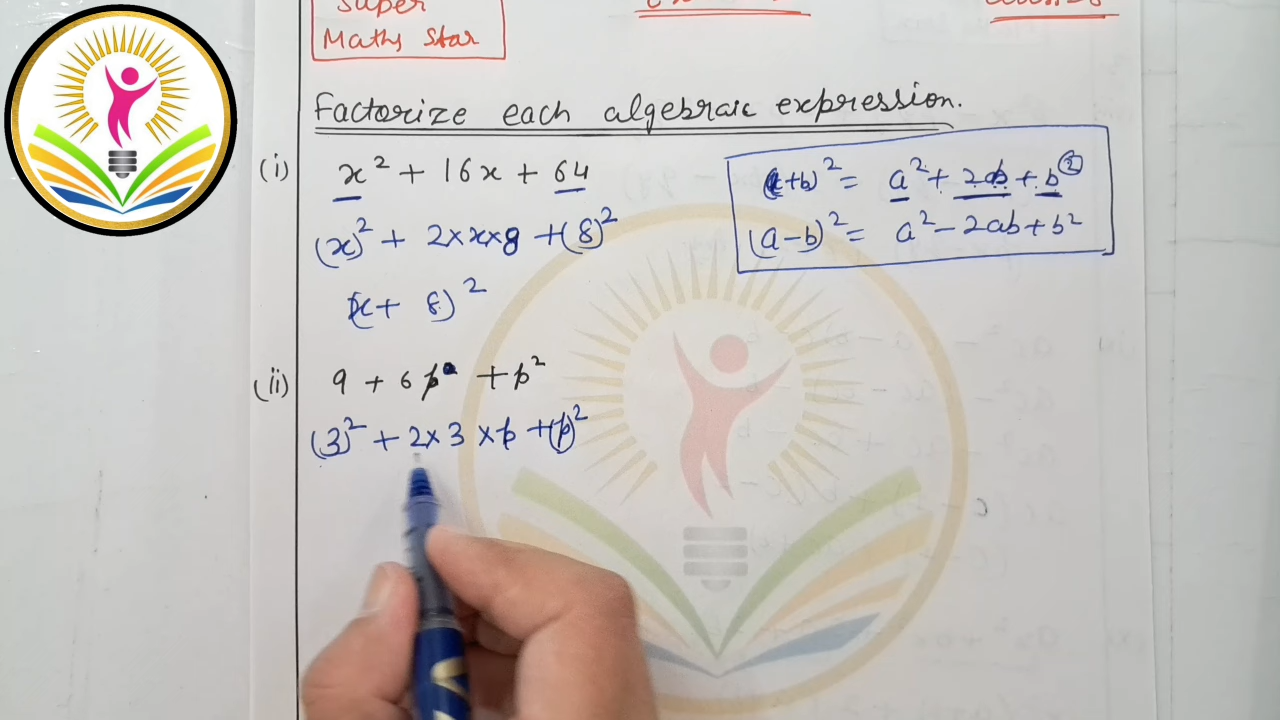 Super
Maths Star
Factorize each algebraic expression.
(i) x² + 16x + 64
(a+b)² = a² + 2ab + b²
(x)² + 2×x×8 + (8)²
(a-b)² = a² - 2ab + b²
(x + 8)²
(ii) 9 + 6p + p²
(3)² + 2×3×p + (p)²